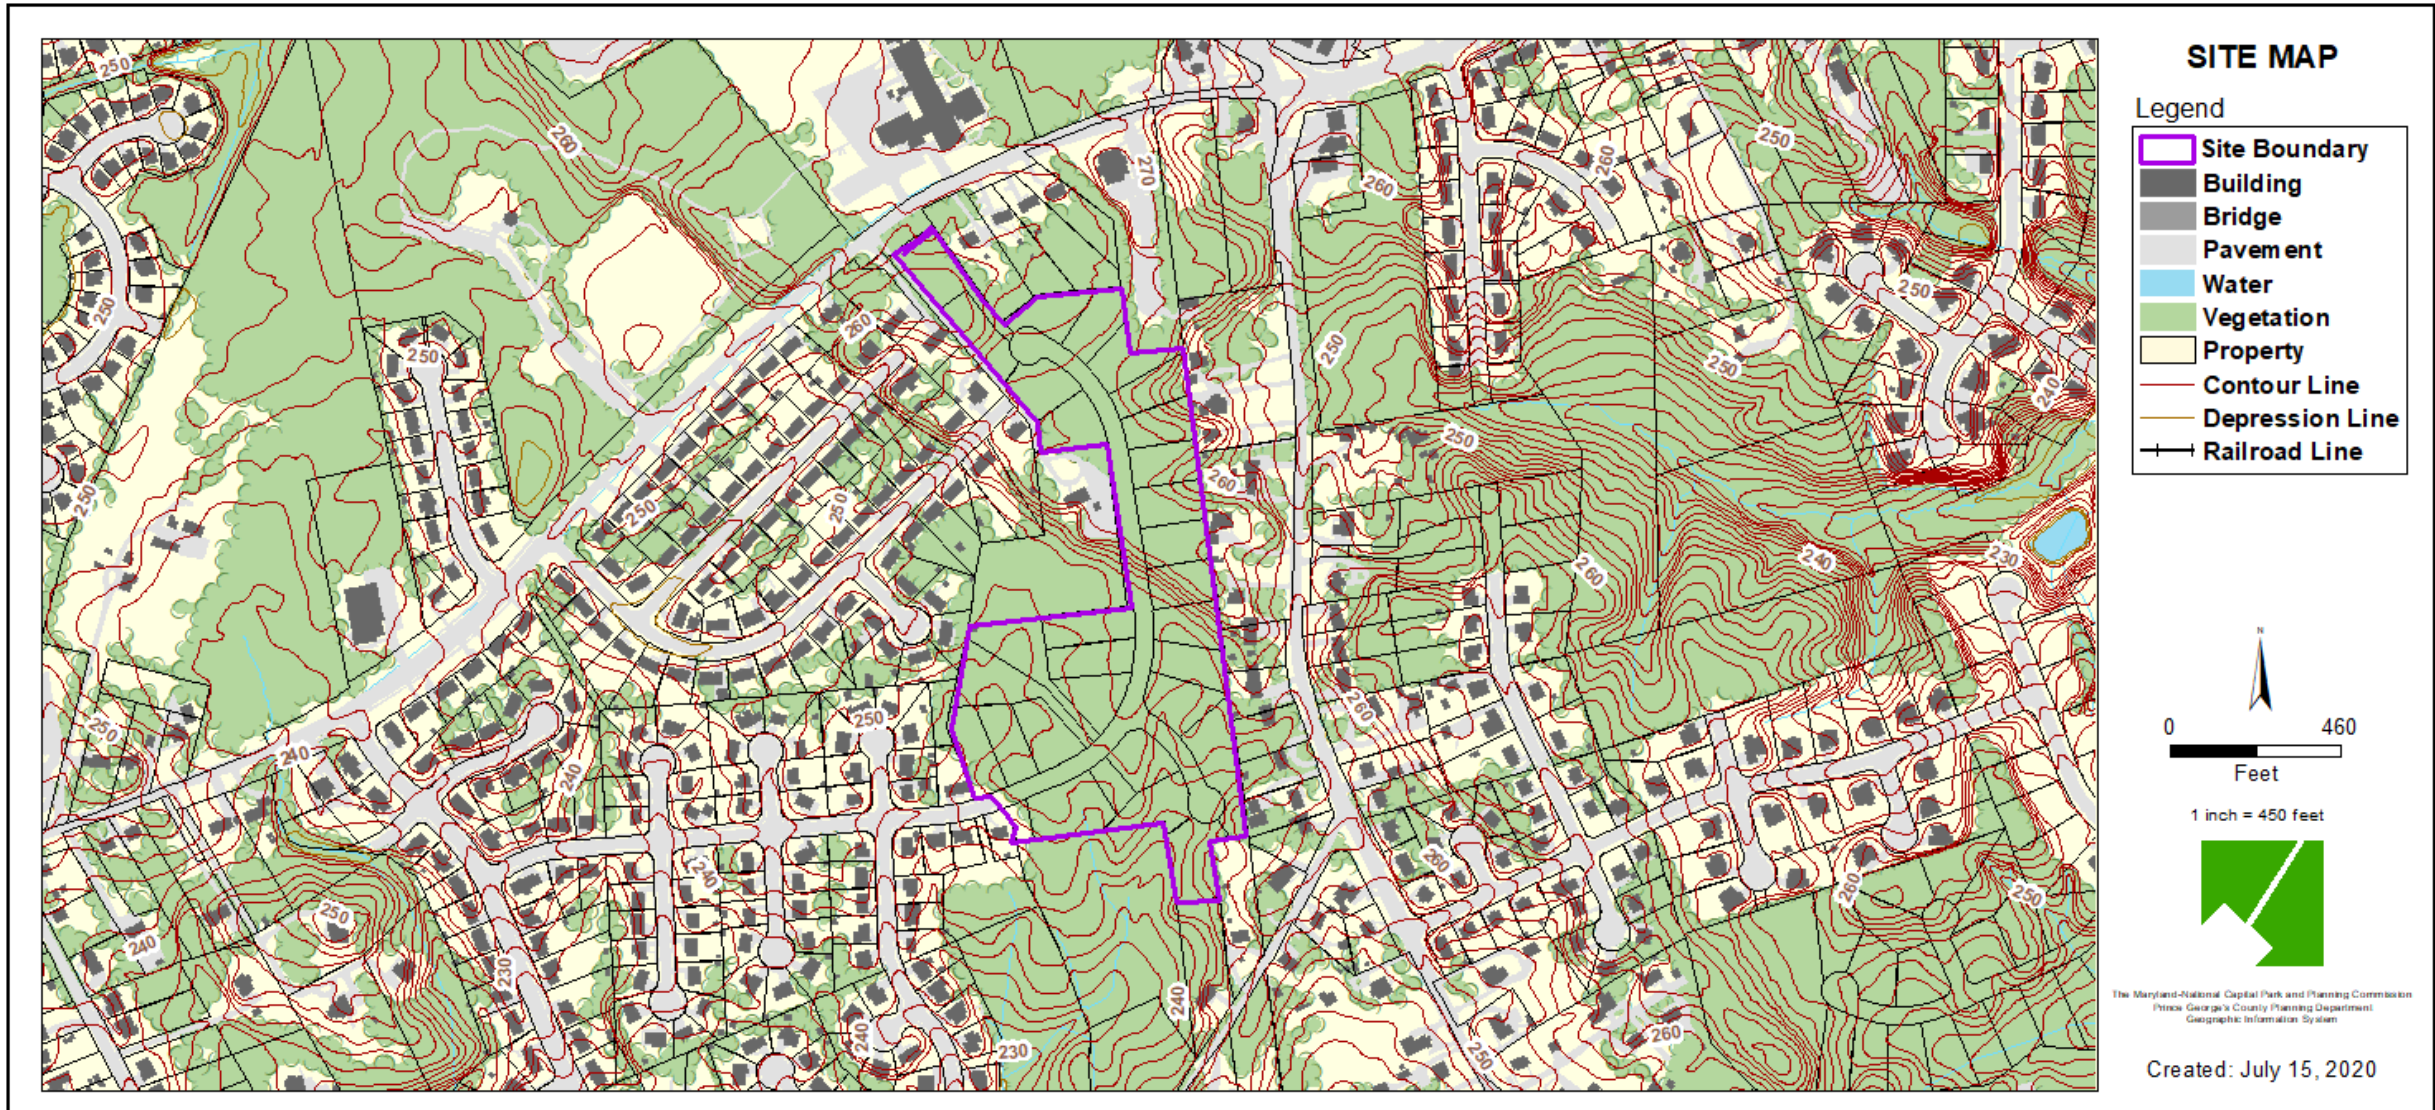 SITE MAP
Legend
Site Boundary
Building
Bridge
Pavement
Water
Vegetation
Property
Contour Line
Depression Line
Railroad Line
N
0 460
Feet
1 inch = 450 feet
The Maryland-National Capital Park and Planning Commission
Prince George's County Planning Department
Geographic Information System
Created: July 15, 2020
250
260
270
260
260
250
250
260
250
250
250
250
240
250
260
250
250
250
260
250
240
230
260
250
240
250
240
240
260
260
250
260
240
250
240
230
240
240
230
250
260